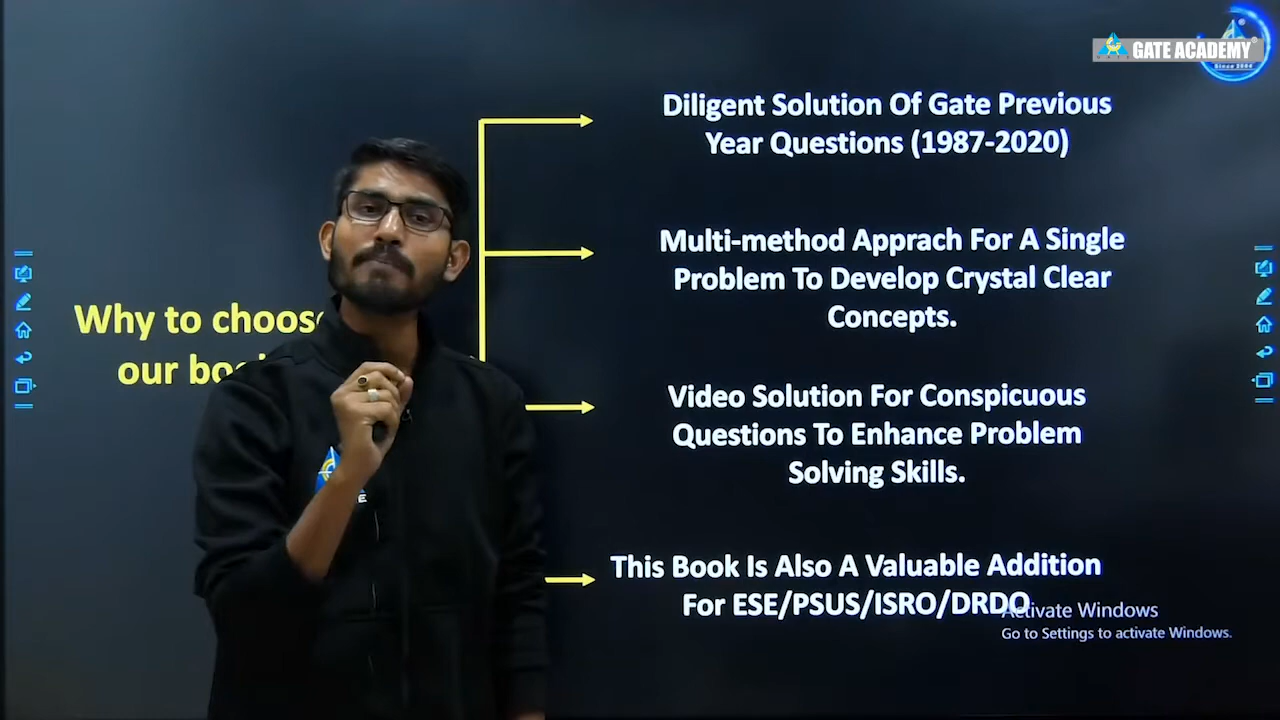 GATE ACADEMY
Since 2004
Diligent Solution Of Gate Previous
Year Questions (1987-2020)
Multi-method Apprach For A Single
Problem To Develop Crystal Clear
Concepts.
Why to choose
our
Video Solution For Conspicuous
Questions To Enhance Problem
Solving Skills.
This Book Is Also A Valuable Addition
For ESE/PSUS/ISRO/DRDO
Activate Windows
Go to Settings to activate Windows.